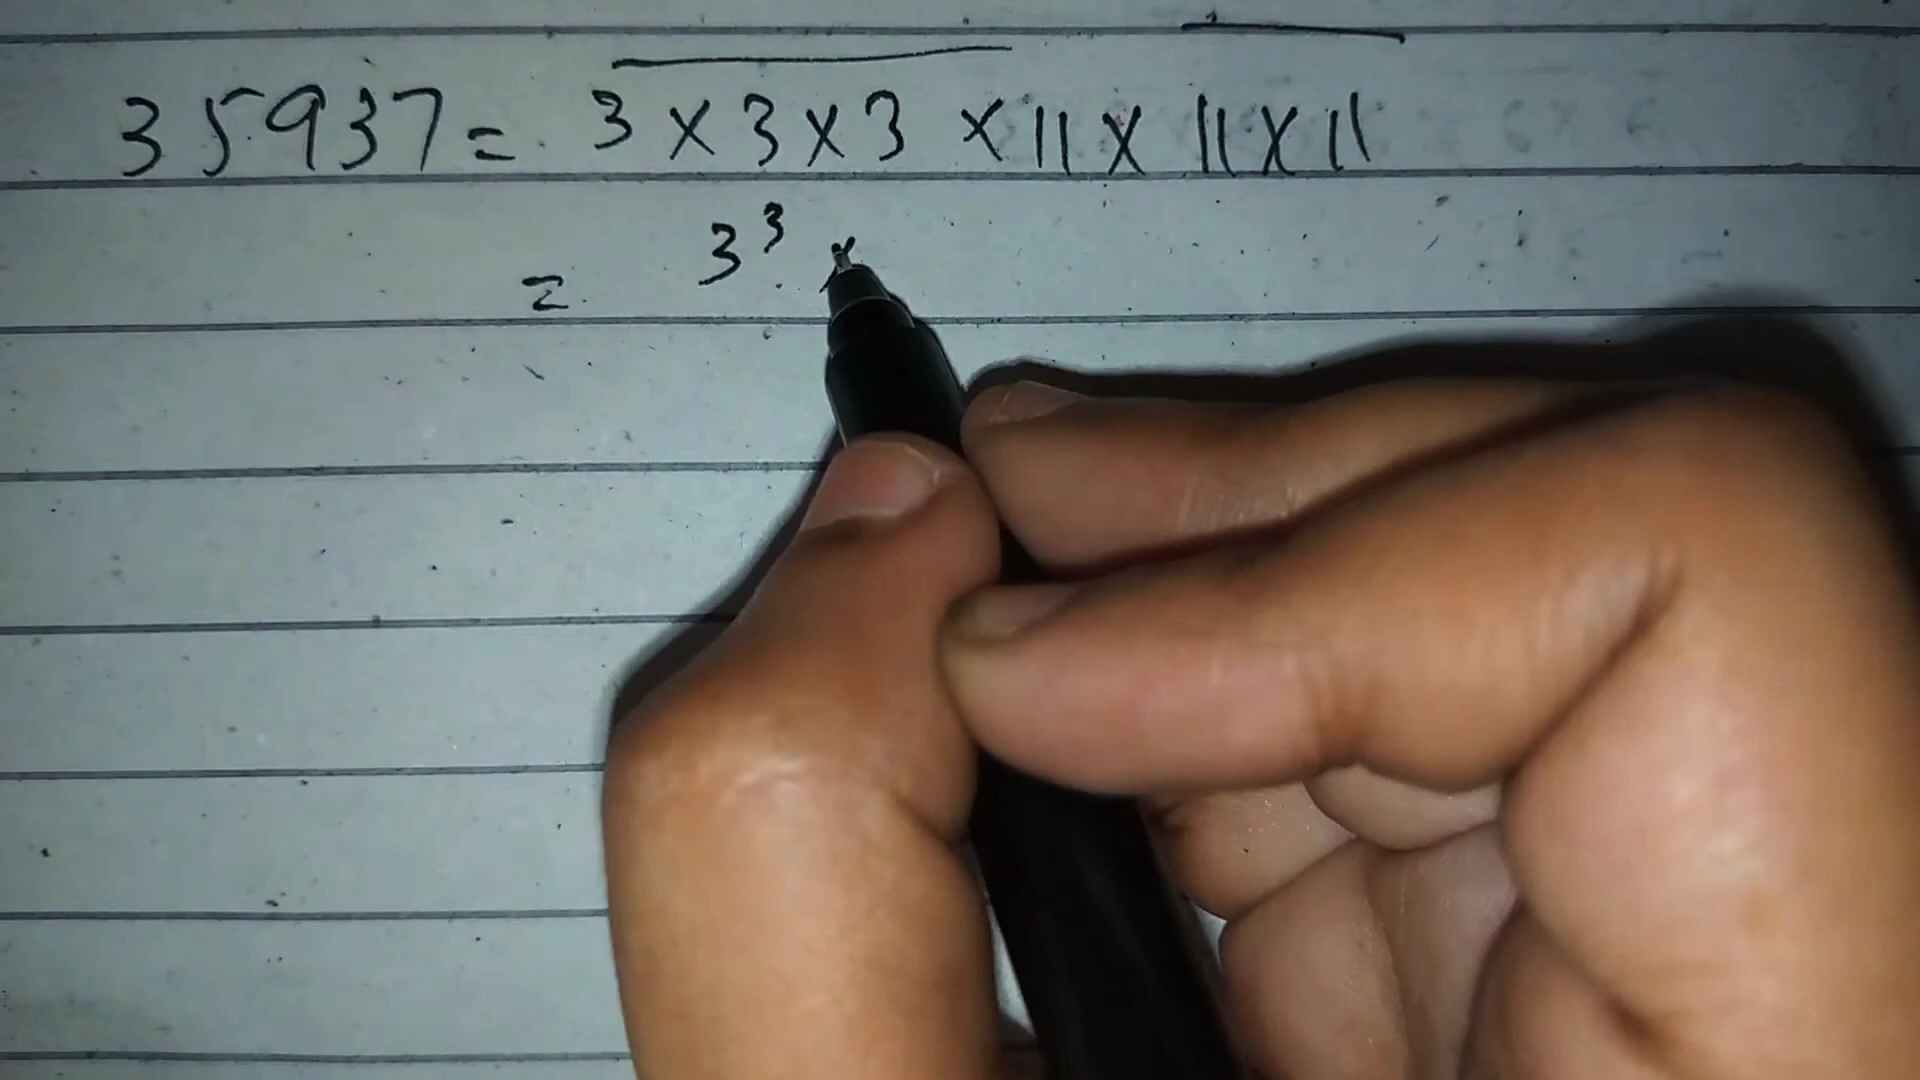 35937 = 3 × 3 × 3 × 11 × 11 × 11
= 3³ ×